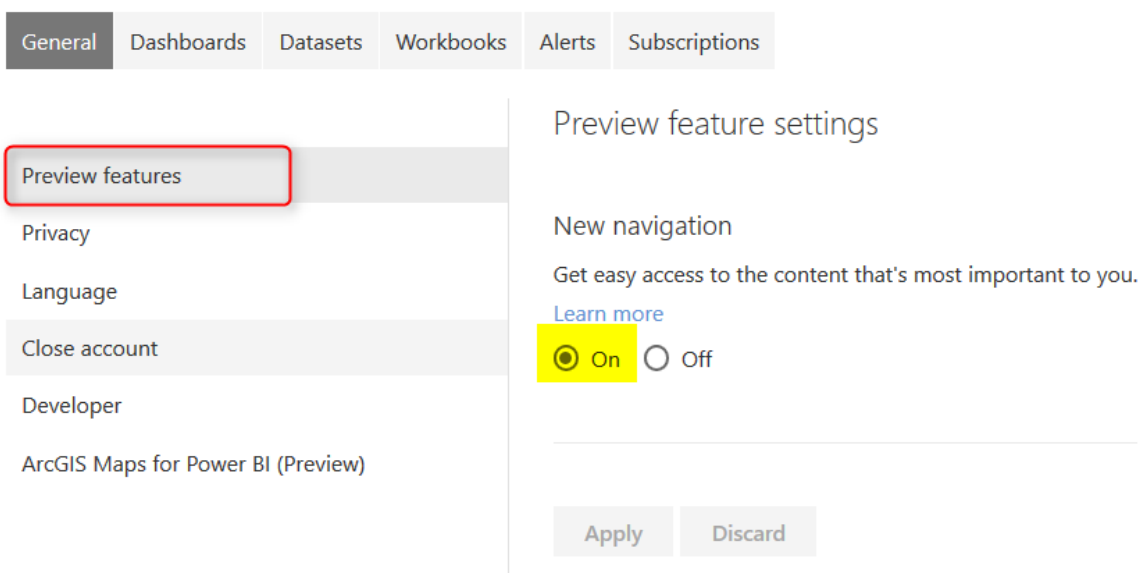 General Dashboards Datasets Workbooks Alerts Subscriptions
Preview features
Privacy
Language
Close account
Developer
ArcGIS Maps for Power BI (Preview)
Preview feature settings
New navigation
Get easy access to the content that's most important to you.
Learn more
On Off
Apply Discard